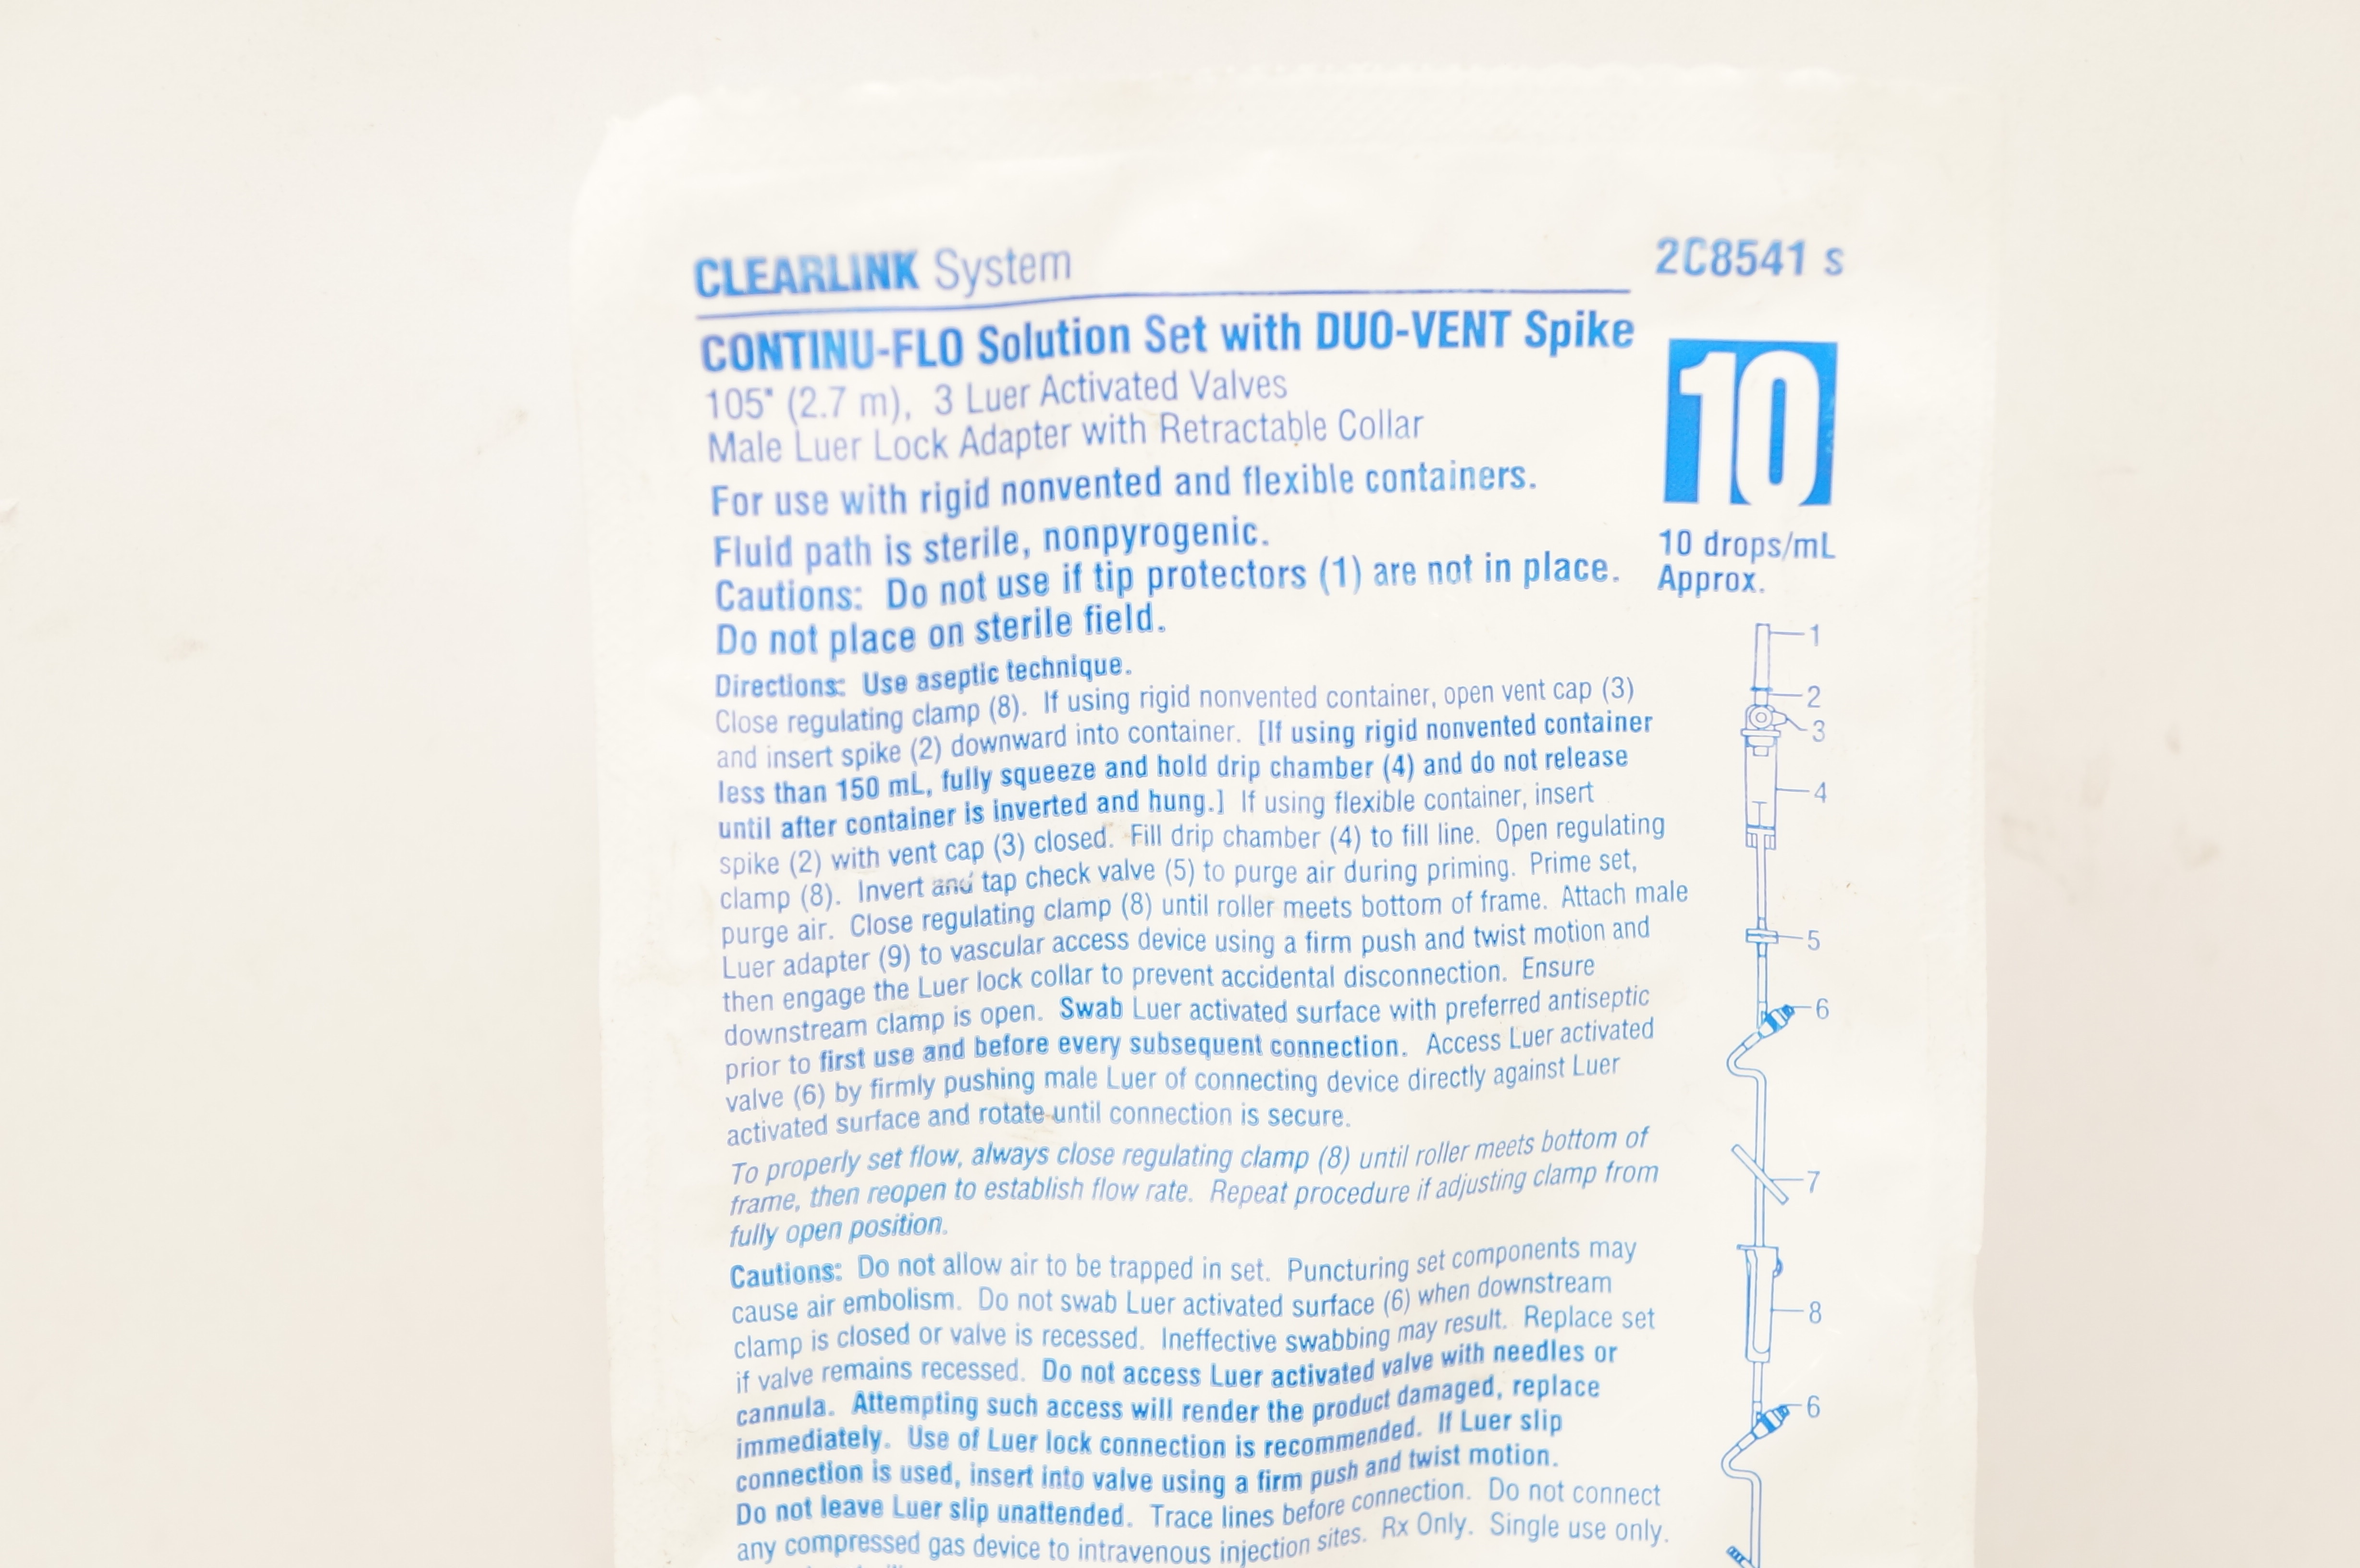 CLEARLINK System
2C8541 s
CONTINU-FLO Solution Set with DUO-VENT Spike
105" (2.7 m), 3 Luer Activated Valves
Male Luer Lock Adapter with Retractable Collar
10
For use with rigid nonvented and flexible containers.
Fluid path is sterile, nonpyrogenic.
10 drops/mL
Approx.
Cautions: Do not use if tip protectors (1) are not in place.
Do not place on sterile field.
Directions: Use aseptic technique.
Close regulating clamp (8). If using rigid nonvented container, open vent cap (3)
and insert spike (2) downward into container. [If using rigid nonvented container
less than 150 mL, fully squeeze and hold drip chamber (4) and do not release
until after container is inverted and hung.] If using flexible container, insert
spike (2) with vent cap (3) closed. Fill drip chamber (4) to fill line. Open regulating
clamp (8). Invert and tap check valve (5) to purge air during priming. Prime set,
purge air. Close regulating clamp (8) until roller meets bottom of frame. Attach male
Luer adapter (9) to vascular access device using a firm push and twist motion and
then engage the Luer lock collar to prevent accidental disconnection. Ensure
downstream clamp is open. Swab Luer activated surface with preferred antiseptic
prior to first use and before every subsequent connection. Access Luer activated
valve (6) by firmly pushing male Luer of connecting device directly against Luer
activated surface and rotate until connection is secure.
To properly set flow, always close regulating clamp (8) until roller meets bottom of
frame, then reopen to establish flow rate. Repeat procedure if adjusting clamp from
fully open position.
Cautions: Do not allow air to be trapped in set. Puncturing set components may
cause air embolism. Do not swab Luer activated surface (6) when downstream
clamp is closed or valve is recessed. Ineffective swabbing may result. Replace set
if valve remains recessed. Do not access Luer activated valve with needles or
cannula. Attempting such access will render the product damaged, replace
immediately. Use of Luer lock connection is recommended. If Luer slip
connection is used, insert into valve using a firm push and twist motion.
Do not leave Luer slip unattended. Trace lines before connection. Do not connect
any compressed gas device to intravenous injection sites. Rx Only. Single use only.
1
2
3
4
5
6
7
8
6